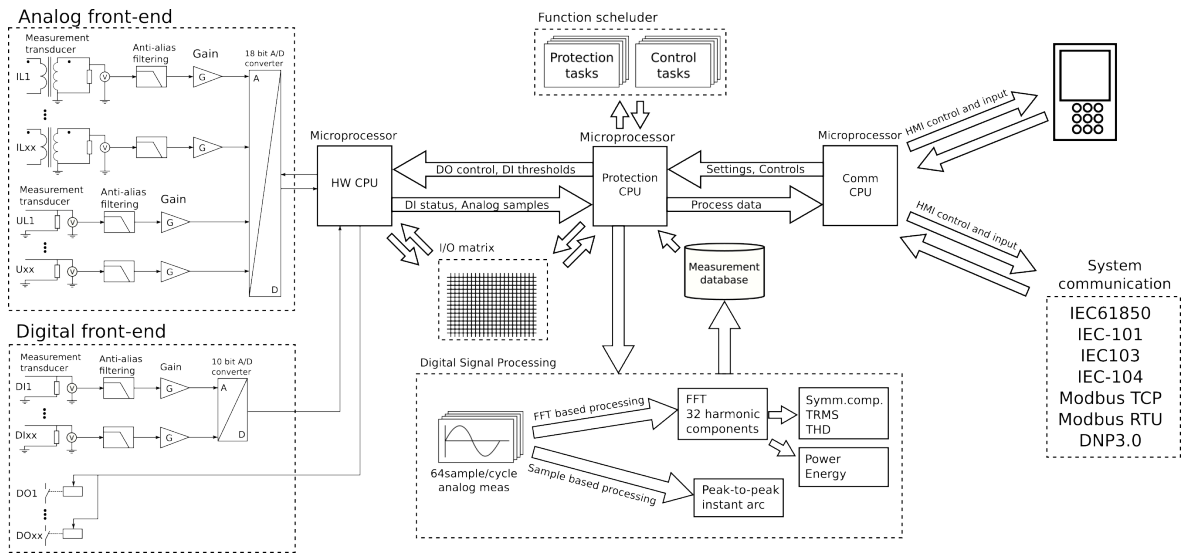 Analog front-end
Measurement
transducer
Anti-alias
filtering
Gain
18 bit A/D
converter
IL1
V
G
A
ILxx
V
G
Measurement
transducer
Anti-alias
filtering
Gain
UL1
V
G
Uxx
V
G
D
Digital front-end
Measurement
transducer
Anti-alias
filtering
Gain
10 bit A/D
converter
DI1
V
G
A
DIxx
V
G
D
DO1
DOxx
Microprocessor
HW CPU
DO control, DI thresholds
DI status, Analog samples
I/O matrix
Function scheluder
Protection
tasks
Control
tasks
Microprocessor
Protection
CPU
Settings, Controls
Process data
Measurement
database
Microprocessor
Comm
CPU
HMI control and input
HMI control and input
System
communication
IEC61850
IEC-101
IEC103
IEC-104
Modbus TCP
Modbus RTU
DNP3.0
Digital Signal Processing
64sample/cycle
analog meas
FFT based processing
Sample based processing
FFT
32 harmonic
components
Symm.comp.
TRMS
THD
Power
Energy
Peak-to-peak
instant arc